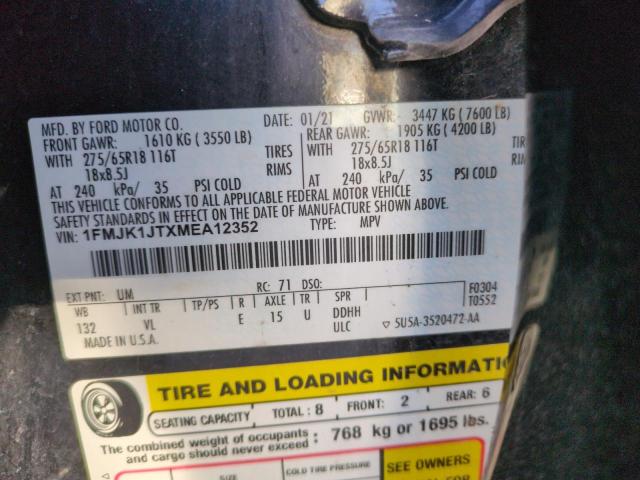 MFD. BY FORD MOTOR CO. DATE: 01/21 GVWR: 3447 KG (7600 LB)
FRONT GAWR: 1610 KG (3550 LB) REAR GAWR: 1905 KG (4200 LB)
WITH 275/65R18 116T TIRES WITH 275/65R18 116T TIRE
18x8.5J RIMS 18x8.5J RIM
AT 240 kPa/ 35 PSI COLD AT 240 kPa/ 35 PSI COLD
THIS VEHICLE CONFORMS TO ALL APPLICABLE FEDERAL MOTOR VEHICLE
SAFETY STANDARDS IN EFFECT ON THE DATE OF MANUFACTURE SHOWN ABOVE.
VIN: 1FMJK1JTXMEA12352 TYPE: MPV
EXT PNT: UM RC: 71 DSO: F0304
T0552
WB INT TR TP/PS R AXLE TR SPR
132 VL E 15 U DDHH
ULC
MADE IN U.S.A. ▽ 5U5A-3520472-AA
TIRE AND LOADING INFORMATIO
SEATING CAPACITY TOTAL: 8 FRONT: 2 REAR: 6
The combined weight of occupants and cargo should never exceed : 768 kg or 1695 lbs.
SIZE COLD TIRE PRESSURE SEE OWNERS